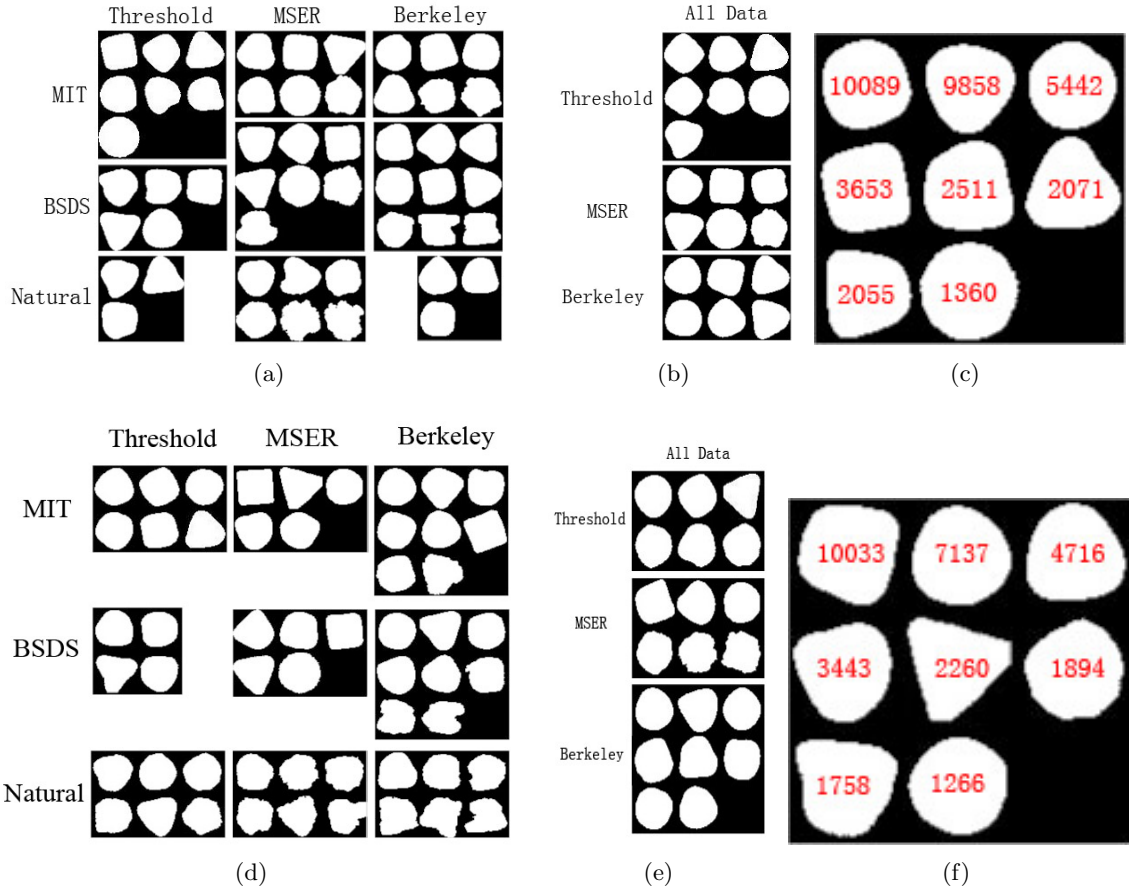 Threshold MSER Berkeley
MIT
BSDS
Natural
(a)
All Data
Threshold
MSER
Berkeley
(b)
10089 9858 5442
3653 2511 2071
2055 1360
(c)
Threshold MSER Berkeley
MIT
BSDS
Natural
(d)
All Data
Threshold
MSER
Berkeley
(e)
10033 7137 4716
3443 2260 1894
1758 1266
(f)